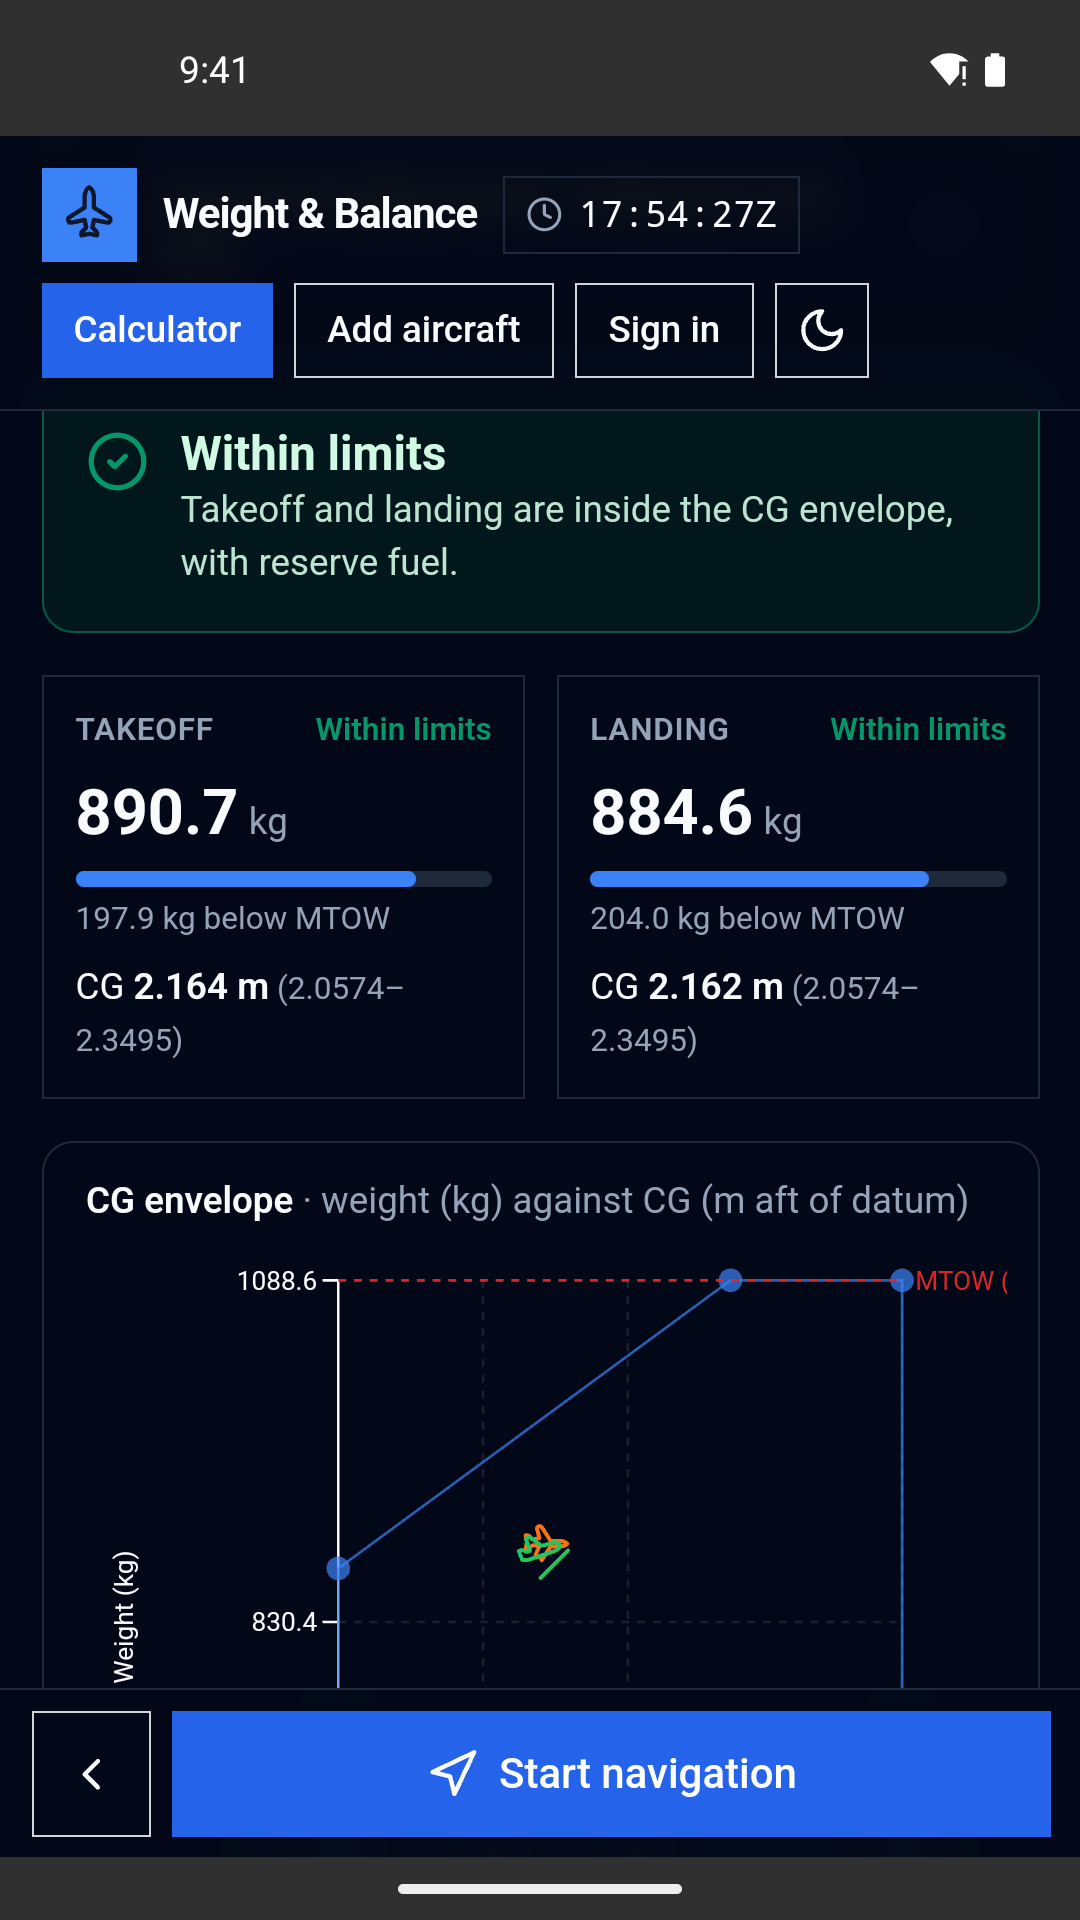 9:41
Weight & Balance
17:54:27Z
Calculator
Add aircraft
Sign in
Within limits
Takeoff and landing are inside the CG envelope,
with reserve fuel.
TAKEOFF
Within limits
890.7 kg
197.9 kg below MTOW
CG 2.164 m (2.0574–
2.3495)
LANDING
Within limits
884.6 kg
204.0 kg below MTOW
CG 2.162 m (2.0574–
2.3495)
CG envelope · weight (kg) against CG (m aft of datum)
1088.6
MTOW (
830.4
Weight (kg)
Start navigation